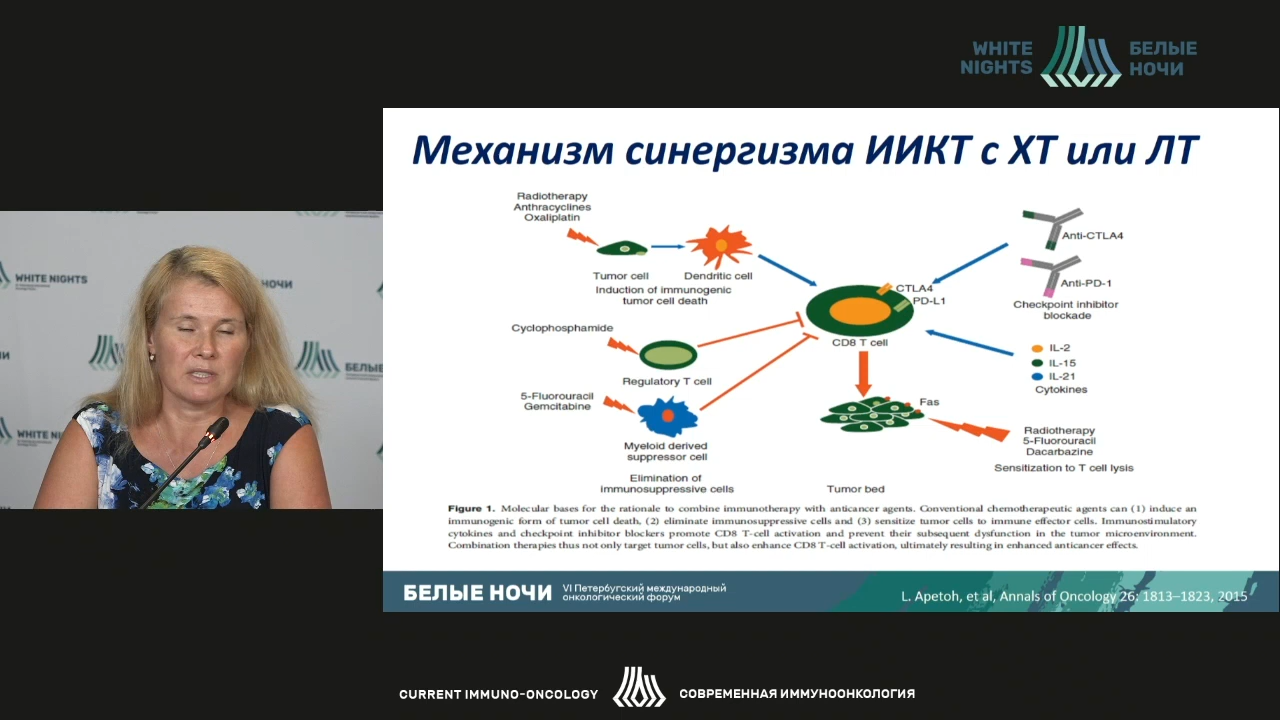 WHITE
NIGHTS
БЕЛЫЕ
НОЧИ
Механизм синергизма ИИКТ с ХТ или ЛТ
Radiotherapy
Anthracyclines
Oxaliplatin
Tumor cell
Dendritic cell
Induction of immunogenic
tumor cell death
Cyclophosphamide
Regulatory T cell
5-Fluorouracil
Gemcitabine
Myeloid derived
suppressor cell
Elimination of
immunosuppressive cells
CTLA4
PD-L1
CD8 T cell
Fas
Tumor bed
Anti-CTLA4
Anti-PD-1
Checkpoint inhibitor
blockade
IL-2
IL-15
IL-21
Cytokines
Radiotherapy
5-Fluorouracil
Dacarbazine
Sensitization to T cell lysis
Figure 1. Molecular bases for the rationale to combine immunotherapy with anticancer agents. Conventional chemotherapeutic agents can (1) induce an
immunogenic form of tumor cell death, (2) eliminate immunosuppressive cells and (3) sensitize tumor cells to immune effector cells. Immunostimulatory
cytokines and checkpoint inhibitor blockers promote CD8 T-cell activation and prevent their subsequent dysfunction in the tumor microenvironment.
Combination therapies thus not only target tumor cells, but also enhance CD8 T-cell activation, ultimately resulting in enhanced anticancer effects.
БЕЛЫЕ НОЧИ
VI Петербургский международный
онкологический форум
L. Apetoh, et al, Annals of Oncology 26: 1813–1823, 2015
WHITE NIGHTS
НОЧИ
БЕЛЫЕ
WHITE NIGHTS
CURRENT IMMUNO-ONCOLOGY
СОВРЕМЕННАЯ ИММУНООНКОЛОГИЯ